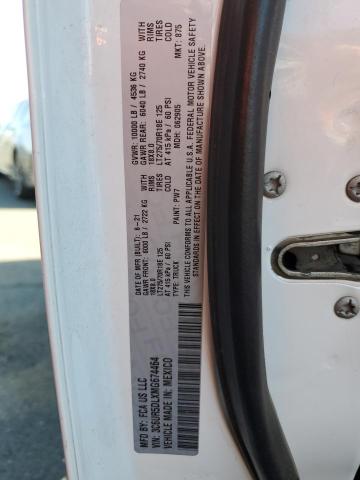 MFD BY: FCA US LLC
DATE OF MFR (BUILT): 6-21
GVWR: 10000 LB / 4536 KG
GAWR FRONT: 6000 LB / 2722 KG
WITH
GAWR REAR: 6040 LB / 2740 KG
WITH
18X8.0
RIMS
18X8.0
RIMS
LT275/70R18E 125
TIRES
LT275/70R18E 125
TIRES
AT 415 kPa / 60 PSI
COLD
AT 415 kPa / 60 PSI
COLD
TYPE: TRUCK
PAINT: PW7
MDH: 062905
MKT: 875
VIN: 3C6UR5DLXMG674464
VEHICLE MADE IN: MEXICO
THIS VEHICLE CONFORMS TO ALL APPLICABLE U.S.A. FEDERAL MOTOR VEHICLE SAFETY
STANDARDS IN EFFECT ON THE DATE OF MANUFACTURE SHOWN ABOVE.